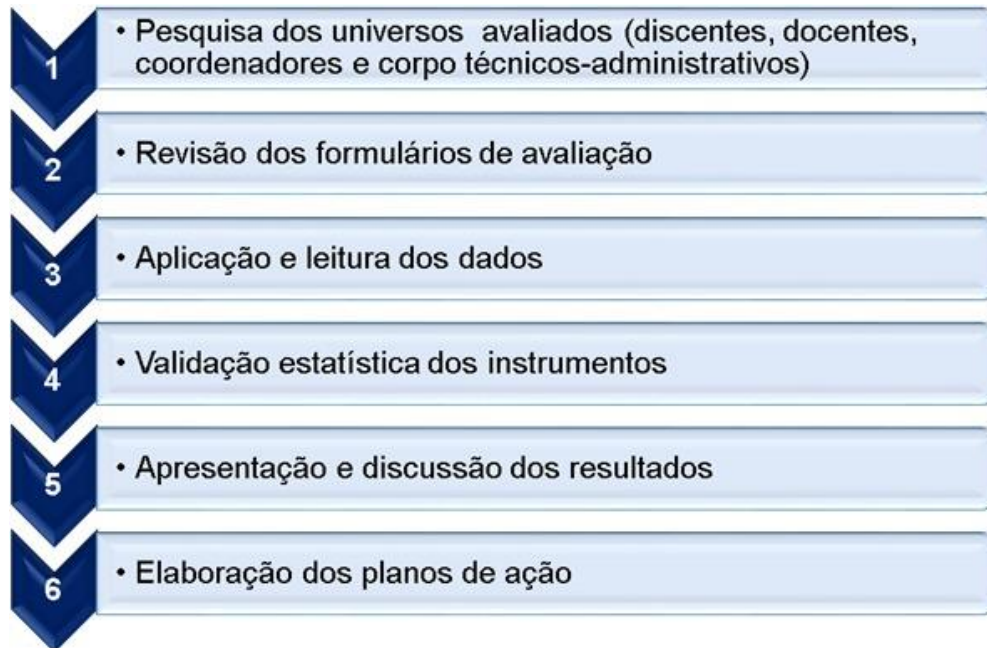 1
• Pesquisa dos universos avaliados (discentes, docentes,
coordenadores e corpo técnicos-administrativos)
2
• Revisão dos formulários de avaliação
3
• Aplicação e leitura dos dados
4
• Validação estatística dos instrumentos
5
• Apresentação e discussão dos resultados
6
• Elaboração dos planos de ação